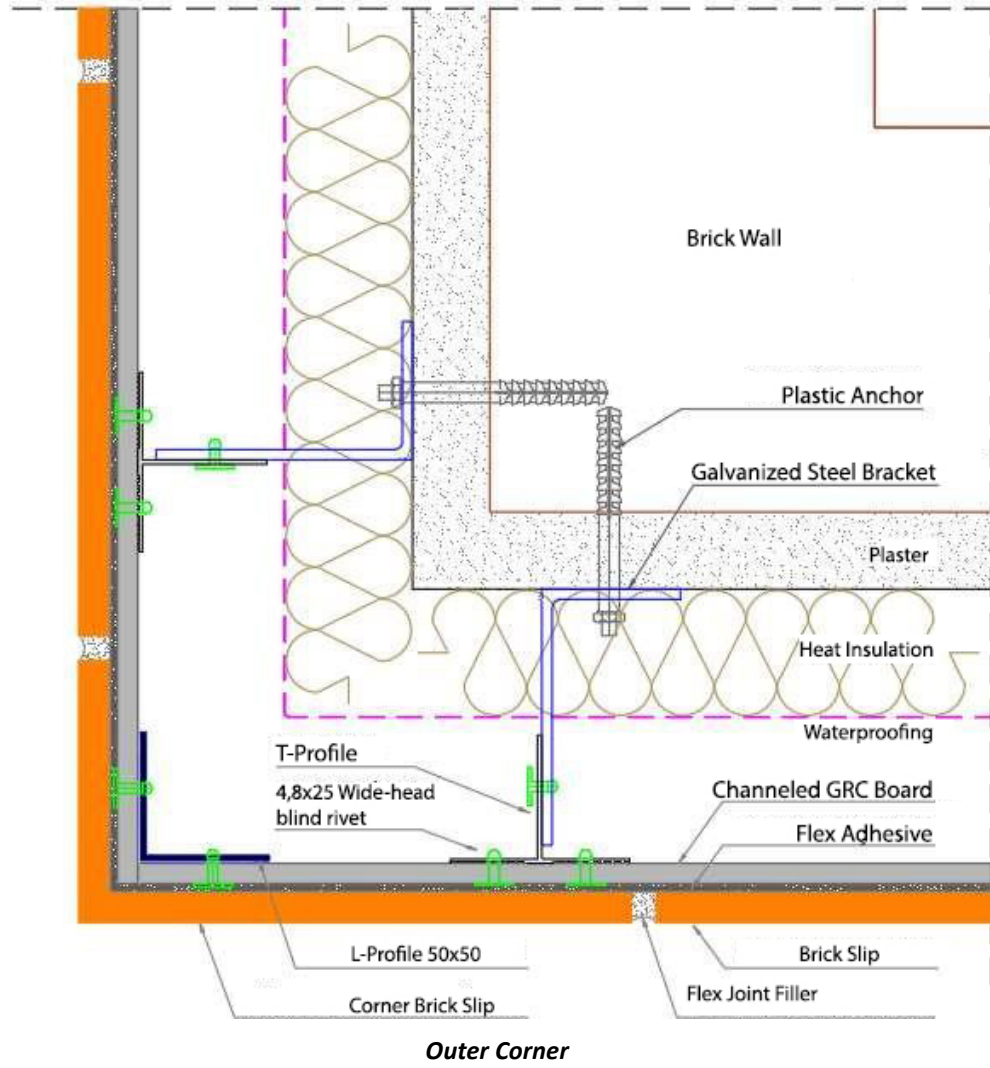 Brick Wall
Plastic Anchor
Galvanized Steel Bracket
Plaster
Heat Insulation
Waterproofing
T-Profile
4,8x25 Wide-head
blind rivet
Channeled GRC Board
Flex Adhesive
L-Profile 50x50
Brick Slip
Corner Brick Slip
Flex Joint Filler
Outer Corner